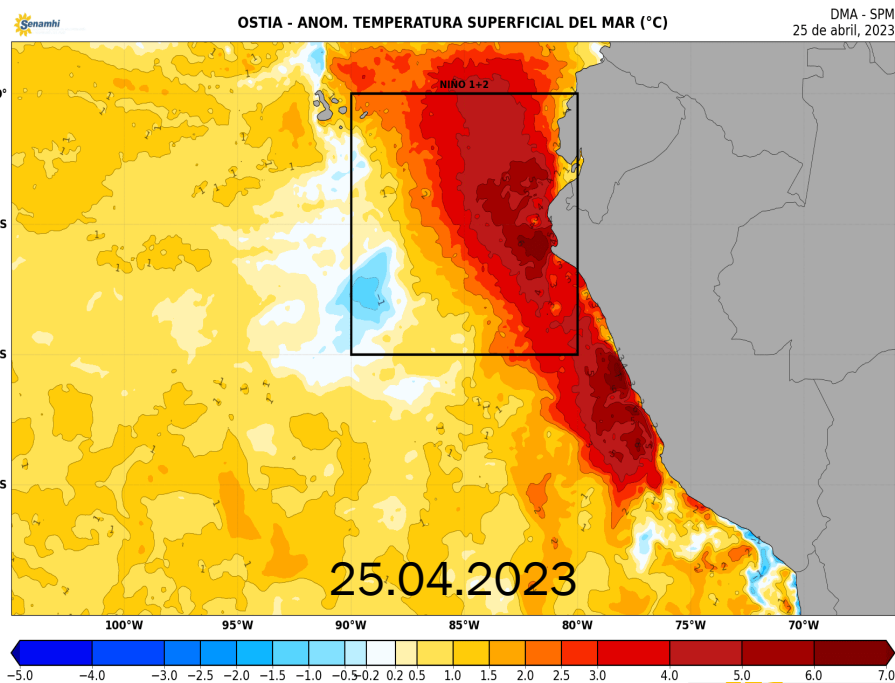 Senamhi
OSTIA - ANOM. TEMPERATURA SUPERFICIAL DEL MAR (°C)
DMA - SPM
25 de abril, 2023
NIÑO 1+2
0°
S
S
S
25.04.2023
100°W 95°W 90°W 85°W 80°W 75°W 70°W
−5.0 −4.0 −3.0 −2.5 −2.0 −1.5 −1.0 −0.5 −0.2 0.2 0.5 1.0 1.5 2.0 2.5 3.0 4.0 5.0 6.0 7.0